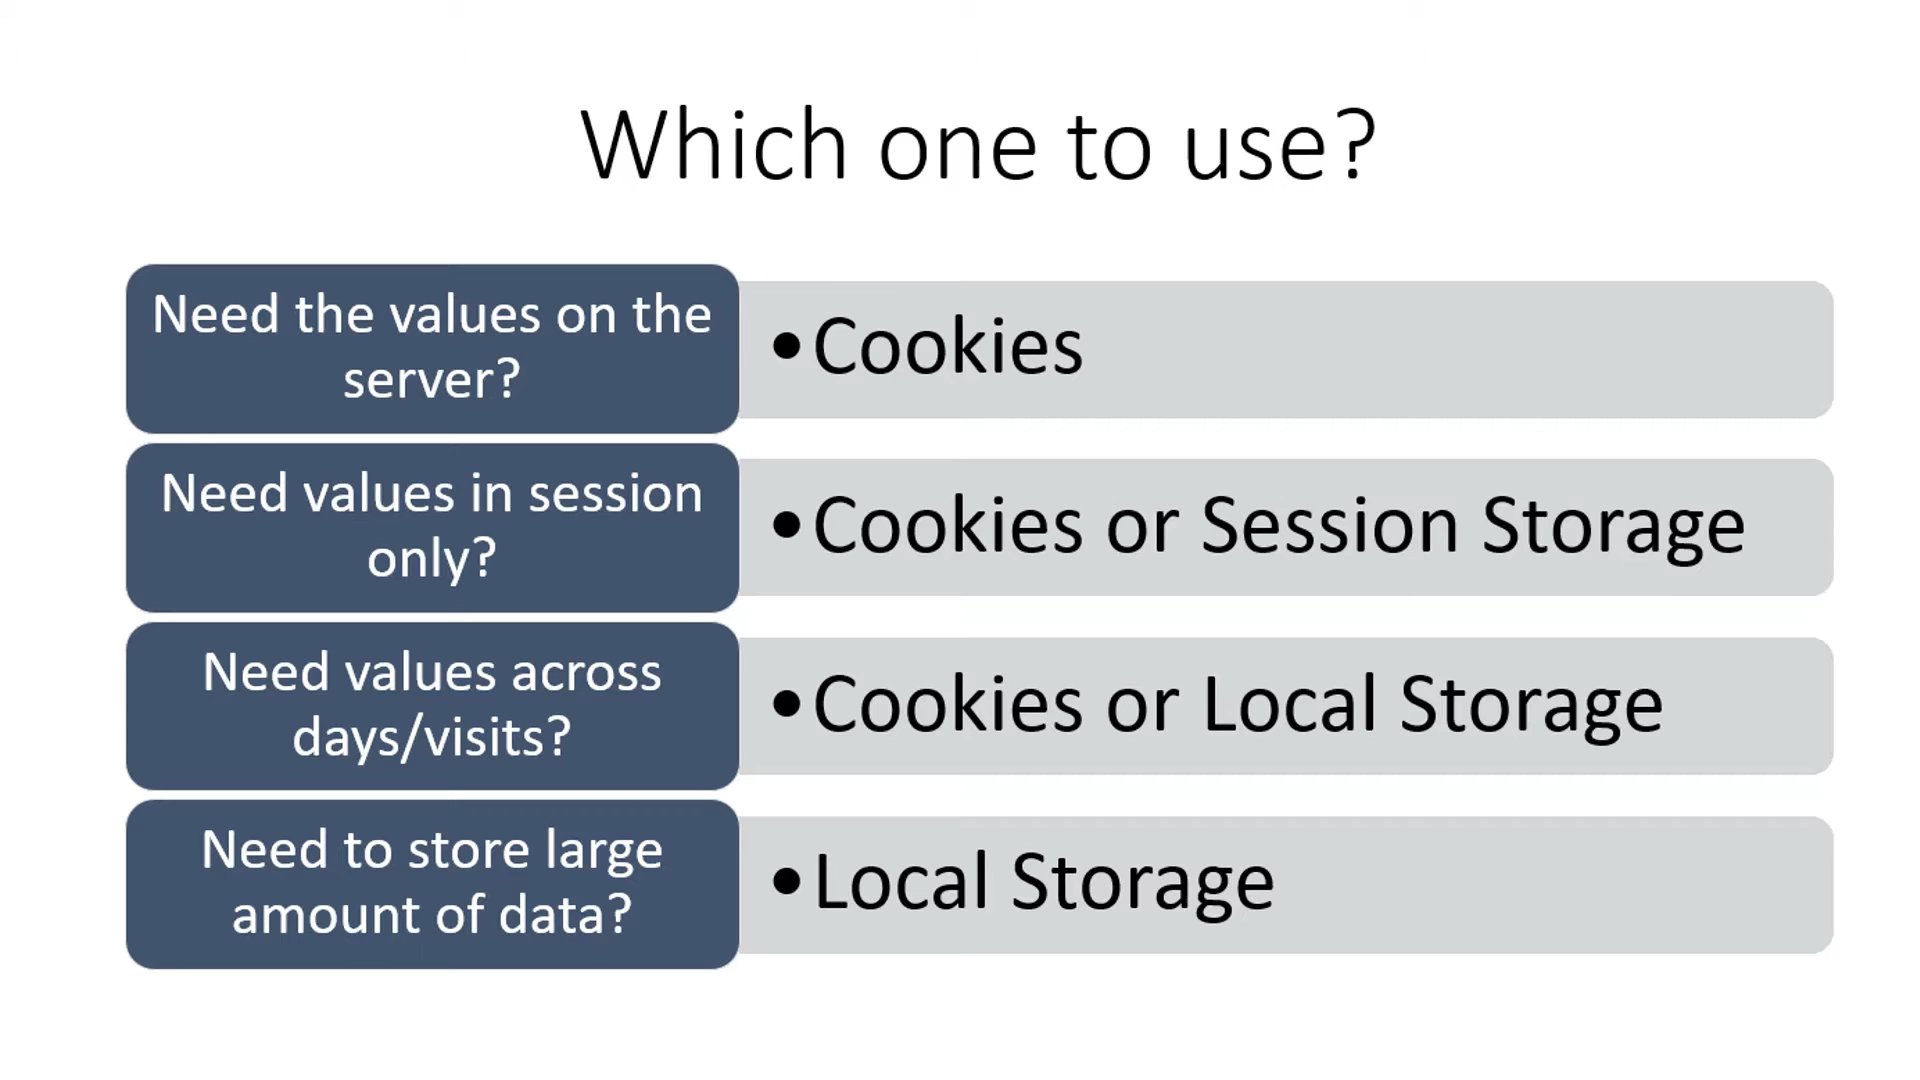 Which one to use?
Need the values on the
server?
•Cookies
Need values in session
only?
•Cookies or Session Storage
Need values across
days/visits?
•Cookies or Local Storage
Need to store large
amount of data?
•Local Storage